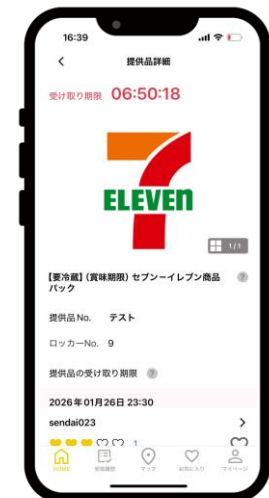 16:39
提供品詳細
受け取り期限 06:50:18
7
ELEVEn
1/1
【要冷蔵】(賞味期限) セブン‐イレブン商品
パック
?
提供品No. テスト
ロッカーNo. 9
提供品の受け取り期限 ?
2026年01月26日 23:30
sendai023
1
HOME
マップ
お気に入り
マイページ